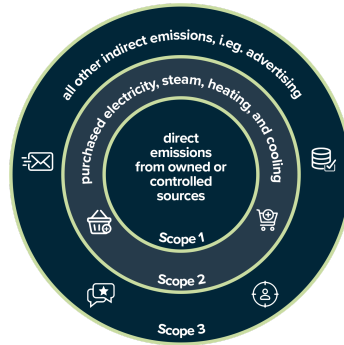 all other indirect emissions, i.eg. advertising
purchased electricity, steam, heating, and cooling
direct
emissions
from owned or
controlled
sources
Scope 1
Scope 2
Scope 3